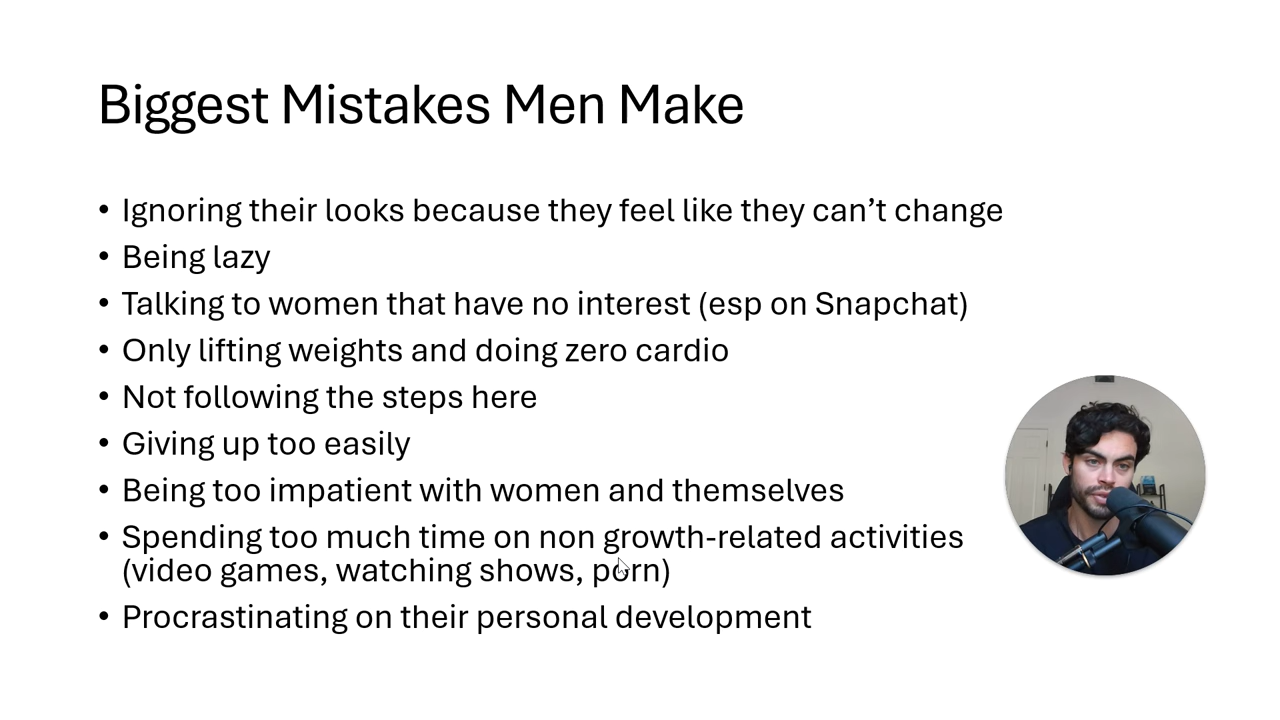 Biggest Mistakes Men Make
• Ignoring their looks because they feel like they can’t change
• Being lazy
• Talking to women that have no interest (esp on Snapchat)
• Only lifting weights and doing zero cardio
• Not following the steps here
• Giving up too easily
• Being too impatient with women and themselves
• Spending too much time on non growth-related activities
(video games, watching shows, porn)
• Procrastinating on their personal development